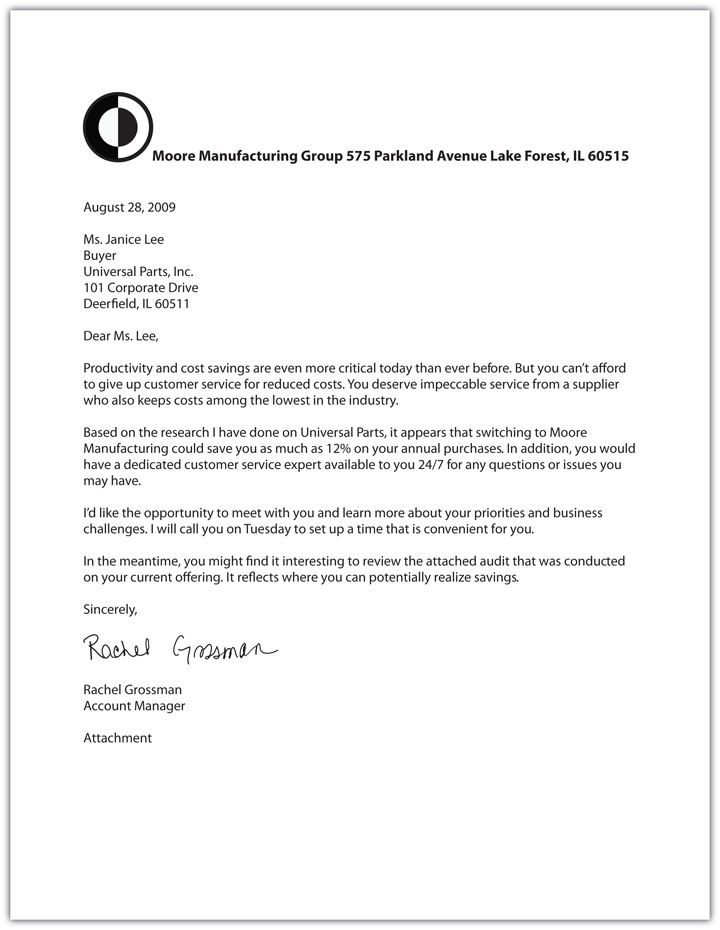 Moore Manufacturing Group 575 Parkland Avenue Lake Forest, IL 60515
August 28, 2009
Ms. Janice Lee
Buyer
Universal Parts, Inc.
101 Corporate Drive
Deerfield, IL 60511
Dear Ms. Lee,
Productivity and cost savings are even more critical today than ever before. But you can’t afford
to give up customer service for reduced costs. You deserve impeccable service from a supplier
who also keeps costs among the lowest in the industry.
Based on the research I have done on Universal Parts, it appears that switching to Moore
Manufacturing could save you as much as 12% on your annual purchases. In addition, you would
have a dedicated customer service expert available to you 24/7 for any questions or issues you
may have.
I’d like the opportunity to meet with you and learn more about your priorities and business
challenges. I will call you on Tuesday to set up a time that is convenient for you.
In the meantime, you might find it interesting to review the attached audit that was conducted
on your current offering. It reflects where you can potentially realize savings.
Sincerely,
Rachel Grossman
Rachel Grossman
Account Manager
Attachment